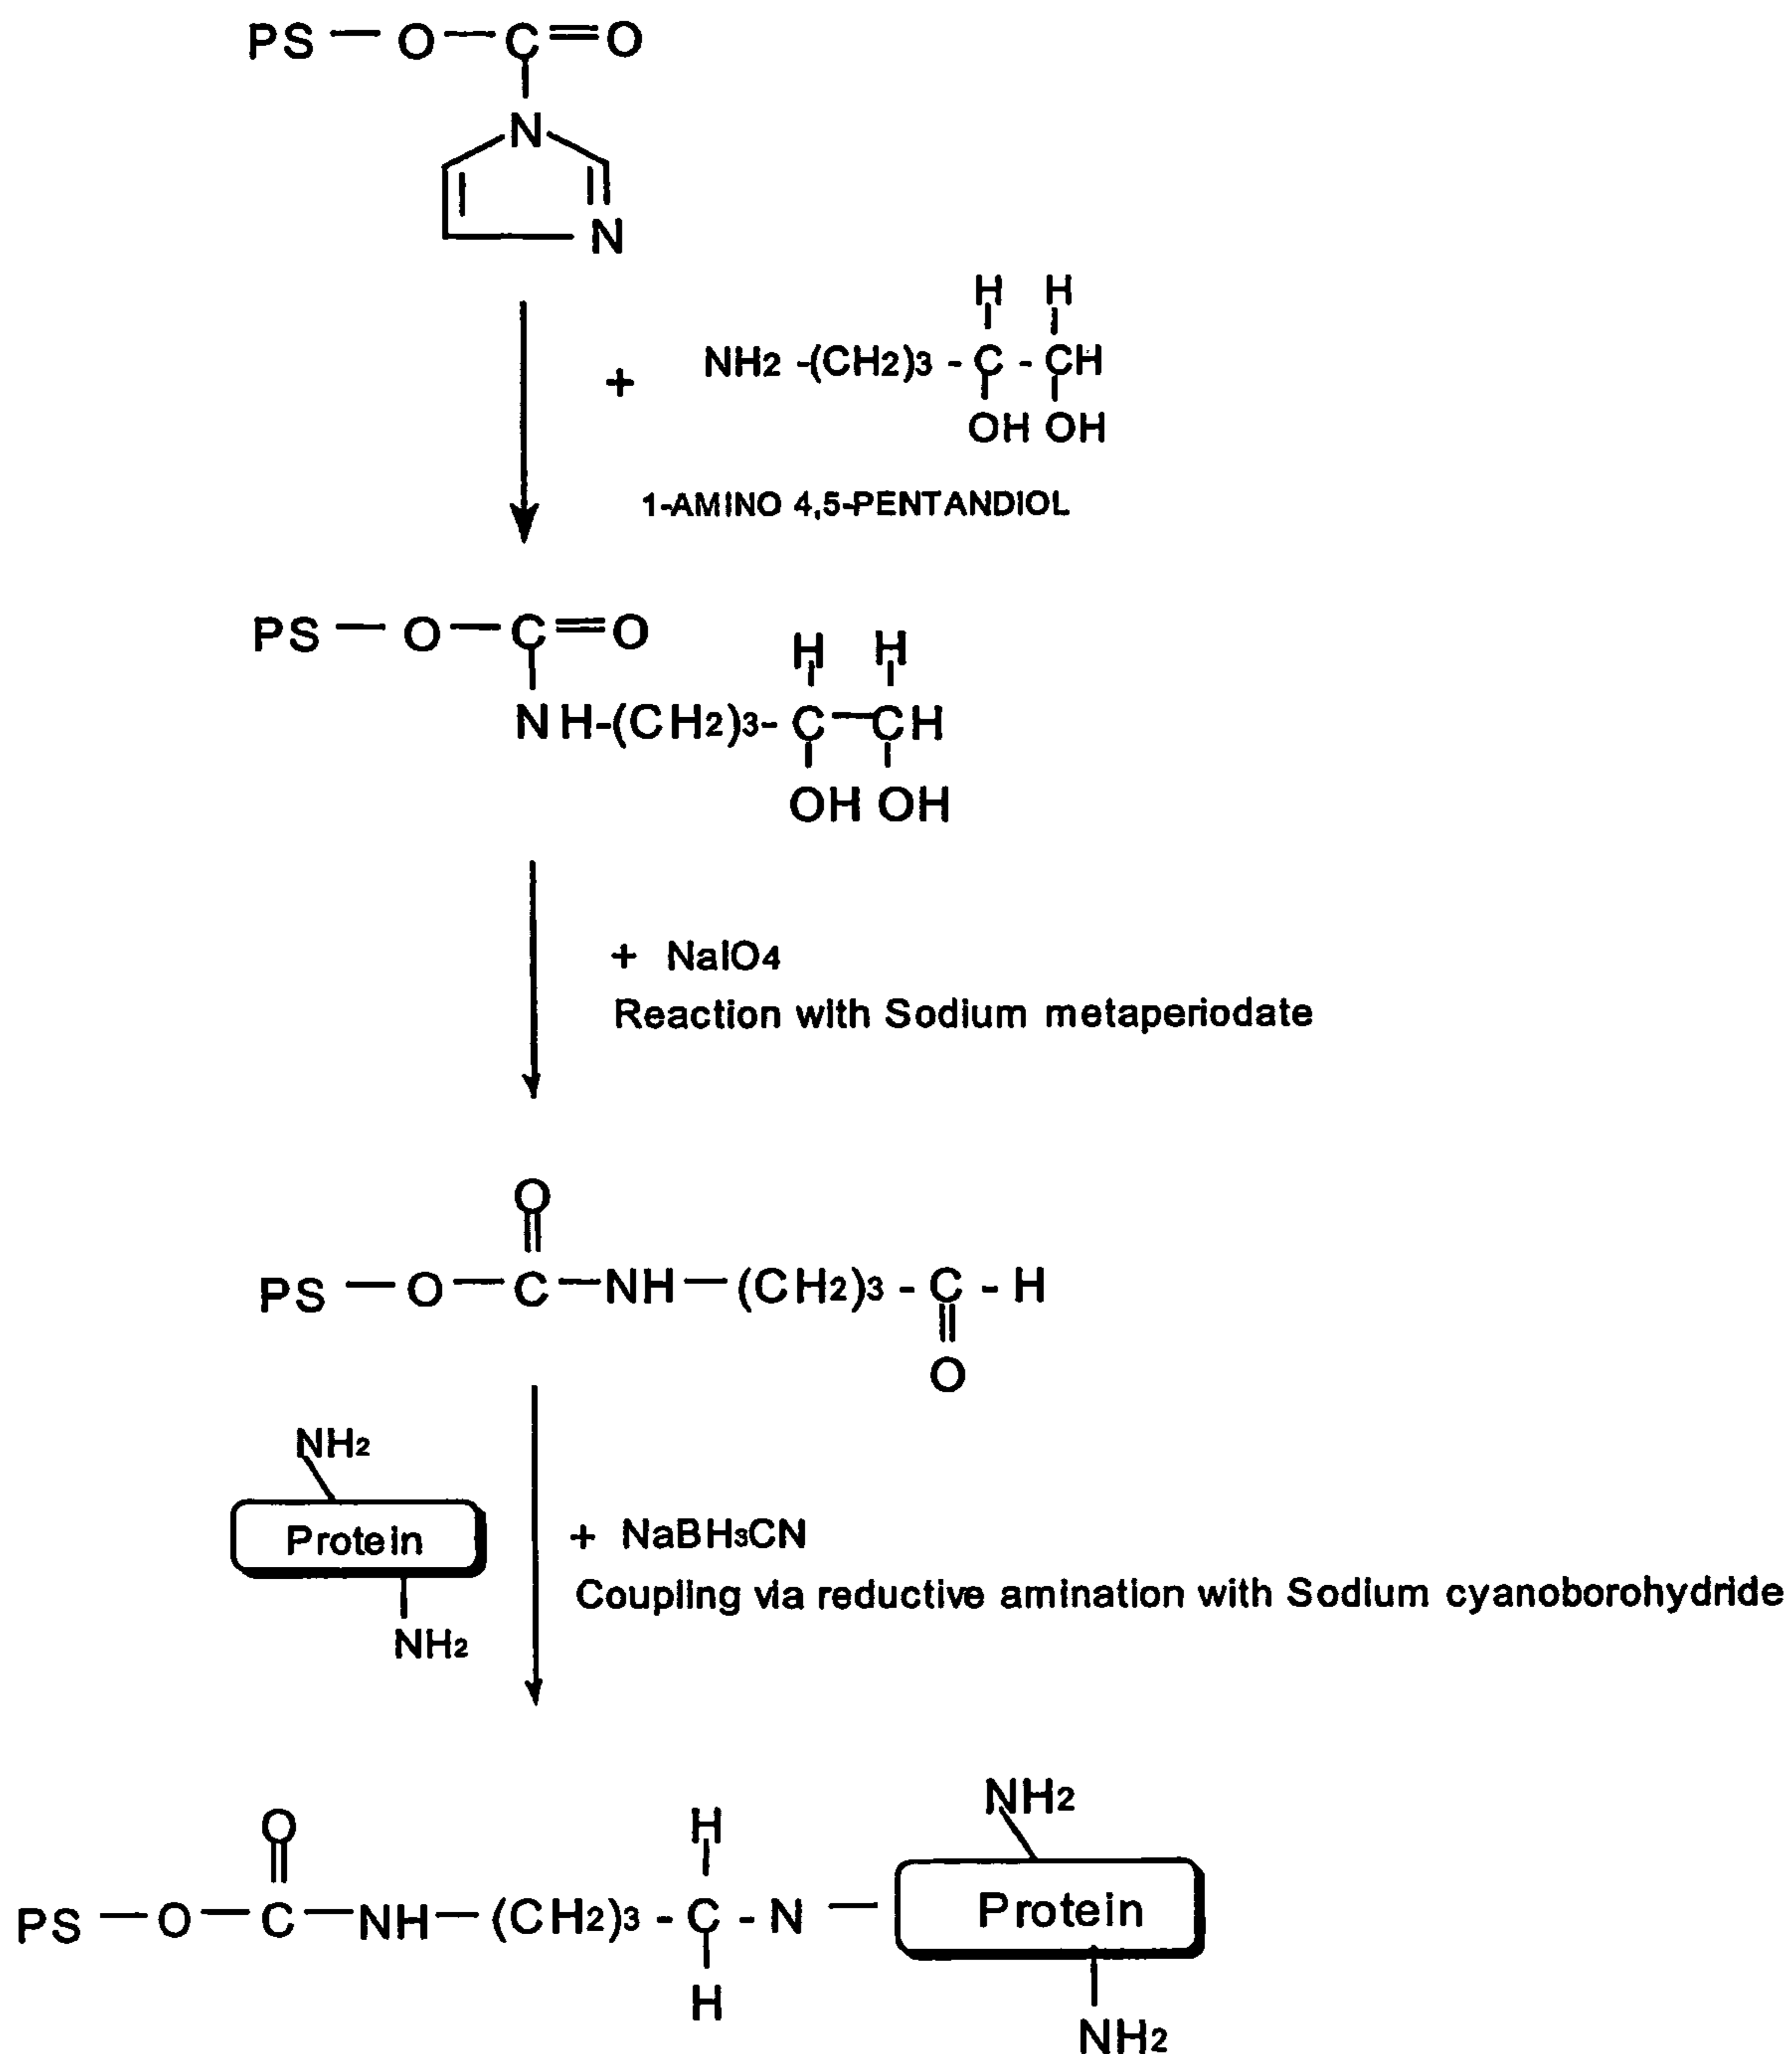 PS — O — C = O
N
N
H H
+ NH2 -(CH2)3 - C - CH
OH OH
1-AMINO 4,5-PENTANDIOL
PS — O — C = O
H H
NH-(CH2)3- C — CH
OH OH
+ NaIO4
Reaction with Sodium metaperiodate
O
PS — O — C — NH — (CH2)3 - C - H
O
NH2
Protein
+ NaBH3CN
Coupling via reductive amination with Sodium cyanoborohydride
NH2
NH2
O H
PS — O — C — NH — (CH2)3 - C - N — Protein
H
NH2